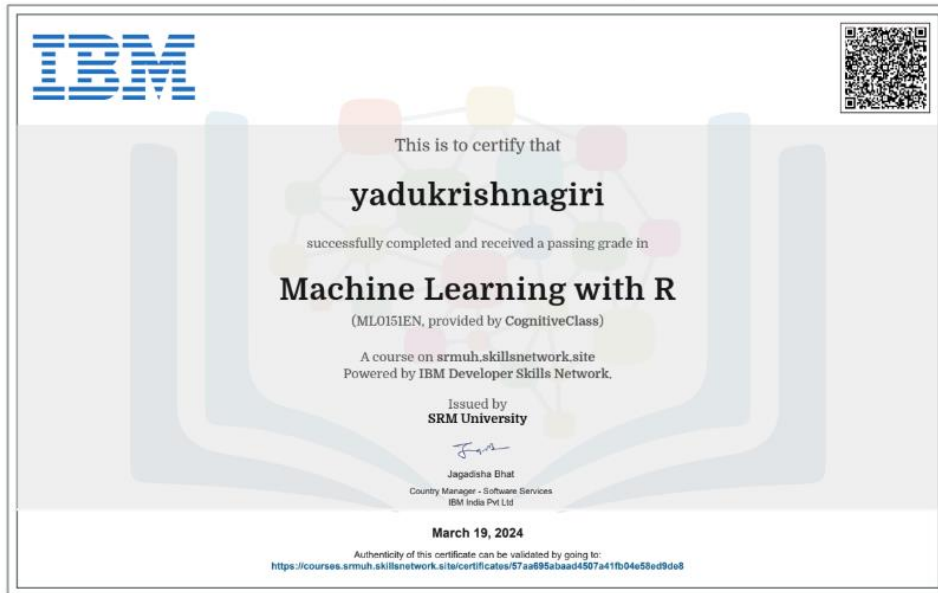 IBM
This is to certify that
yadukrishnagiri
successfully completed and received a passing grade in
Machine Learning with R
(ML0151EN, provided by CognitiveClass)
A course on srmuh.skillsnetwork.site
Powered by IBM Developer Skills Network.
Issued by
SRM University
Jagadisha Bhat
Country Manager - Software Services
IBM India Pvt Ltd
March 19, 2024
Authenticity of this certificate can be validated by going to:
https://courses.srmuh.skillsnetwork.site/certificates/57aa695abaad4507a41fb04e58ed9de8